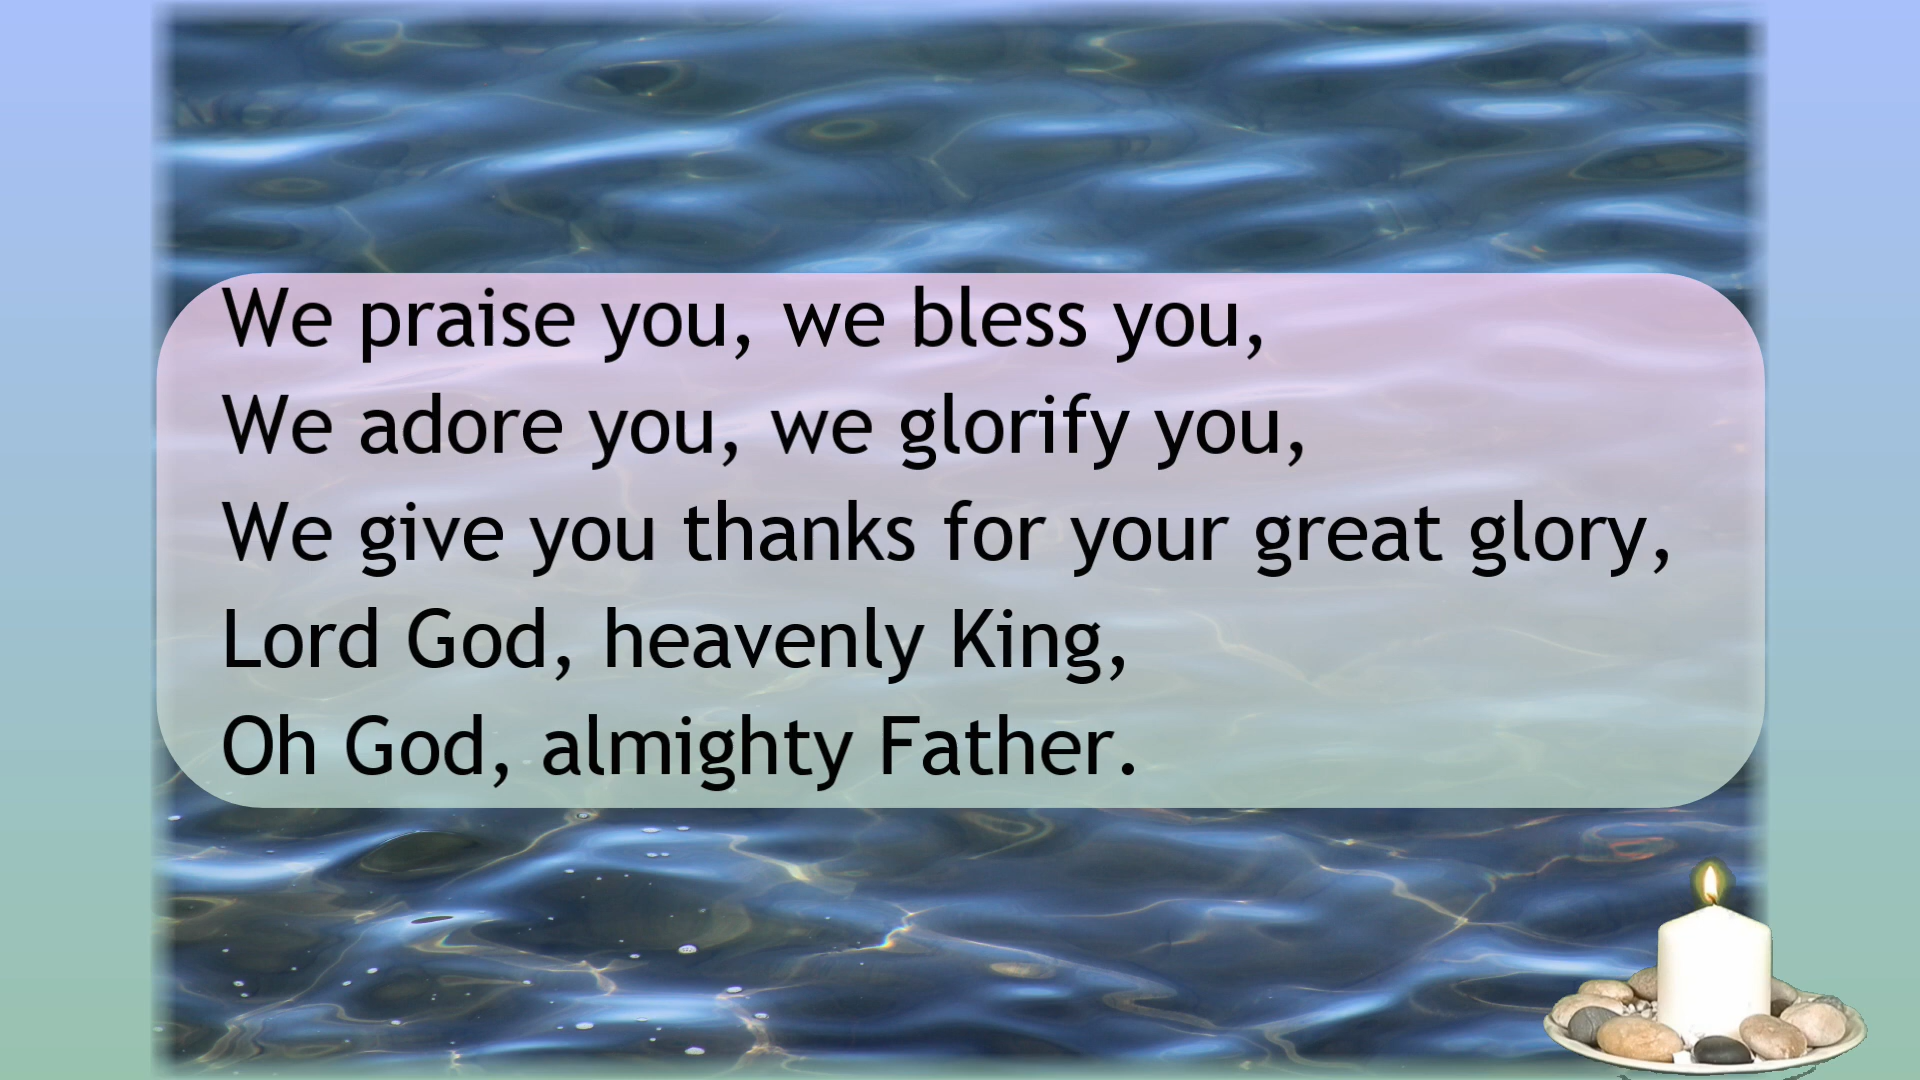 We praise you, we bless you,
We adore you, we glorify you,
We give you thanks for your great glory,
Lord God, heavenly King,
Oh God, almighty Father.